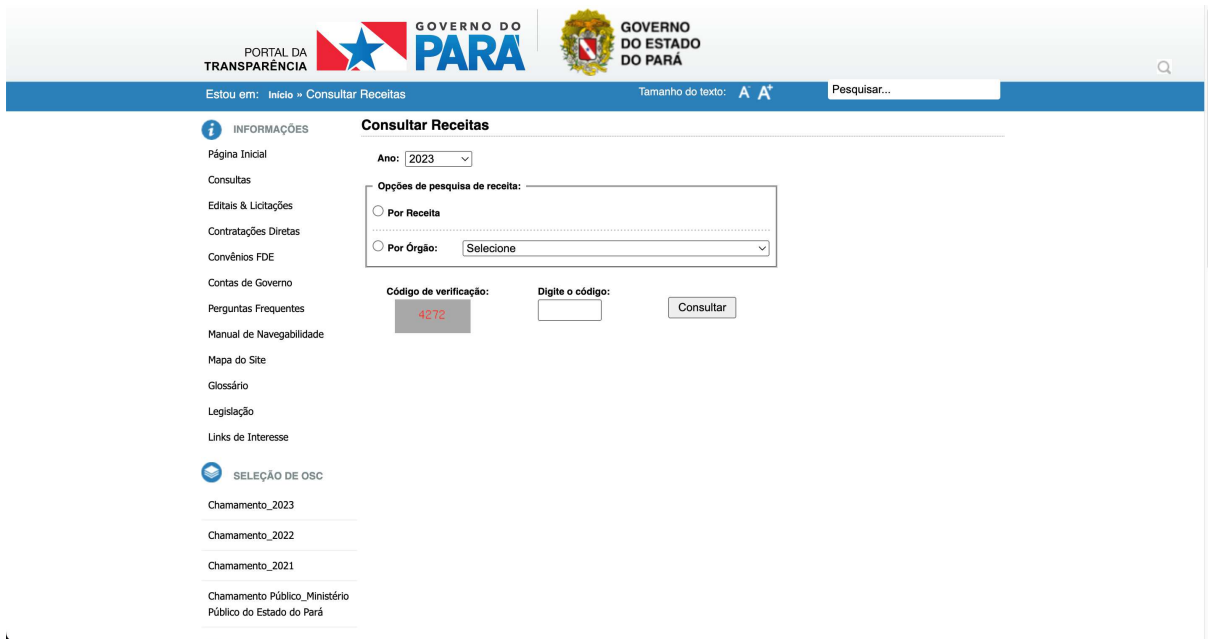 PORTAL DA
TRANSPARÊNCIA
GOVERNO DO
PARÁ
GOVERNO
DO ESTADO
DO PARÁ
Estou em: Início » Consultar Receitas
Tamanho do texto: A- A+
Pesquisar...
INFORMAÇÕES
Página Inicial
Consultas
Editais & Licitações
Contratações Diretas
Convênios FDE
Contas de Governo
Perguntas Frequentes
Manual de Navegabilidade
Mapa do Site
Glossário
Legislação
Links de Interesse
SELEÇÃO DE OSC
Chamamento_2023
Chamamento_2022
Chamamento_2021
Chamamento Público_Ministério
Público do Estado do Pará
Consultar Receitas
Ano: 2023
Opções de pesquisa de receita:
Por Receita
Por Órgão: Selecione
Código de verificação: Digite o código:
4272 Consultar